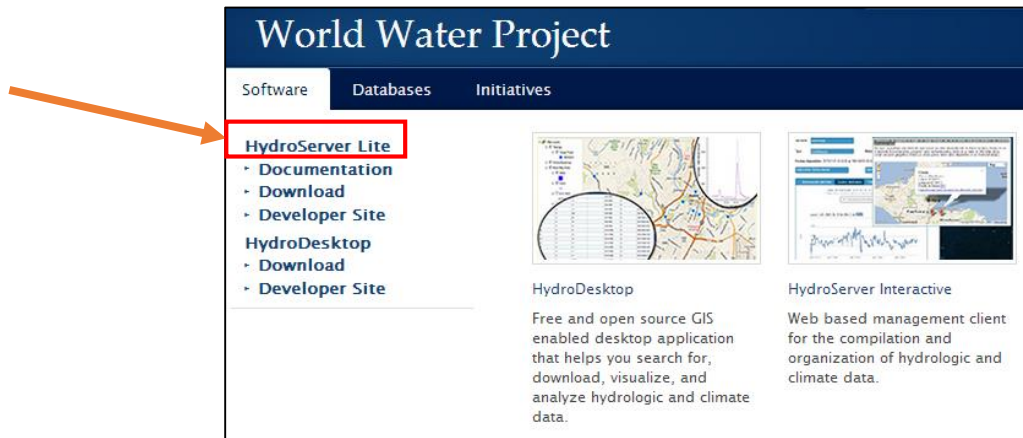 World Water Project
Software
Databases
Initiatives
HydroServer Lite
Documentation
Download
Developer Site
HydroDesktop
Download
Developer Site
HydroDesktop
Free and open source GIS
enabled desktop application
that helps you search for,
download, visualize, and
analyze hydrologic and climate
data.
HydroServer Interactive
Web based management client
for the compilation and
organization of hydrologic and
climate data.